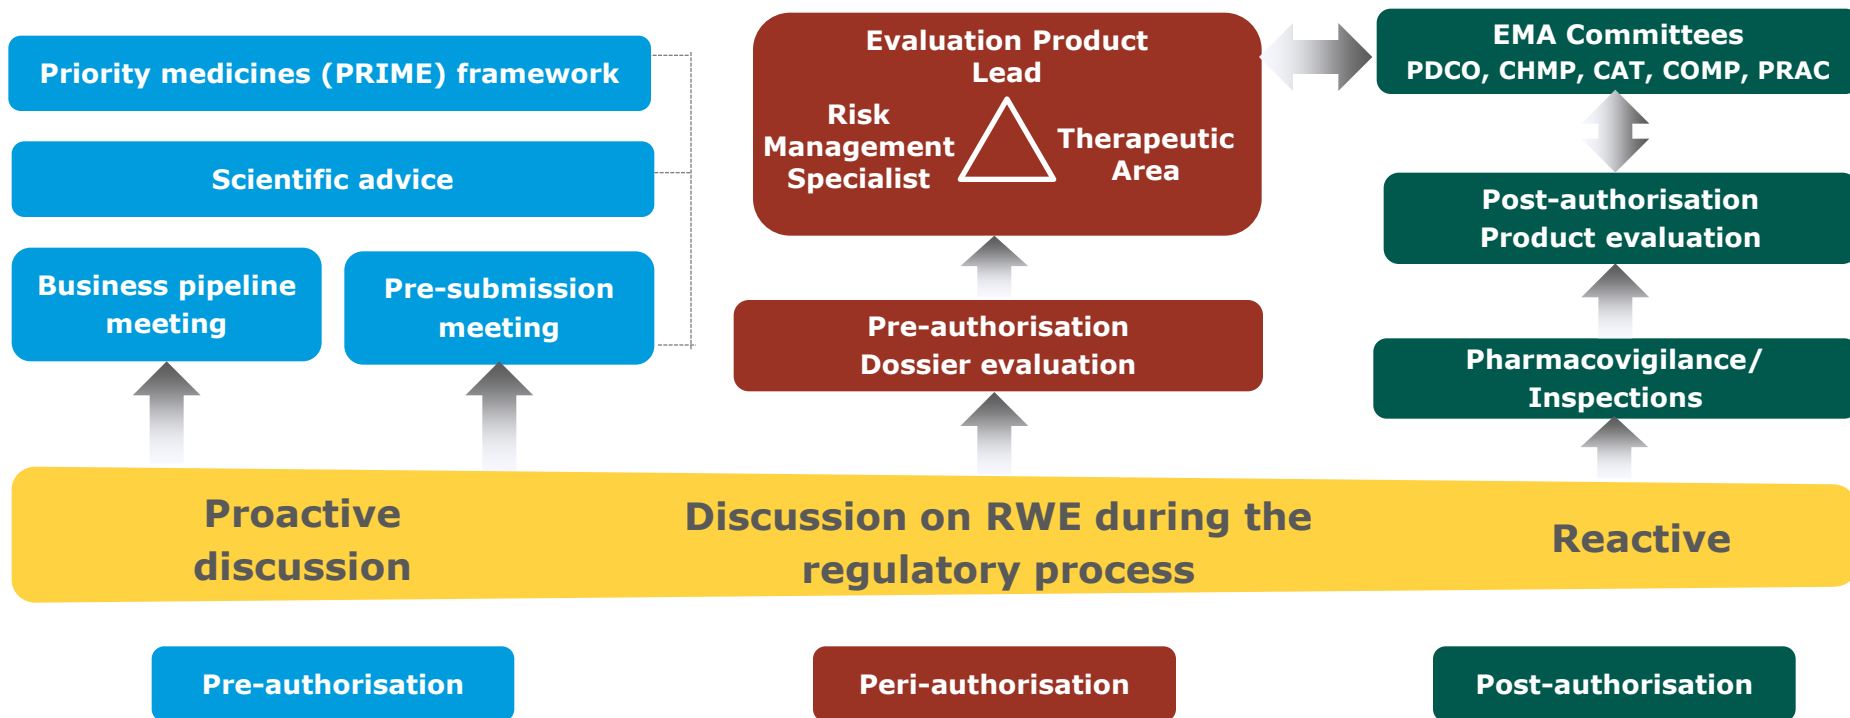 Priority medicines (PRIME) framework
Scientific advice
Business pipeline
meeting
Pre-submission
meeting
Evaluation Product
Lead
Risk
Management
Specialist
Therapeutic
Area
Pre-authorisation
Dossier evaluation
EMA Committees
PDCO, CHMP, CAT, COMP, PRAC
Post-authorisation
Product evaluation
Pharmacovigilance/
Inspections
Proactive
discussion
Discussion on RWE during the
regulatory process
Reactive
Pre-authorisation
Peri-authorisation
Post-authorisation